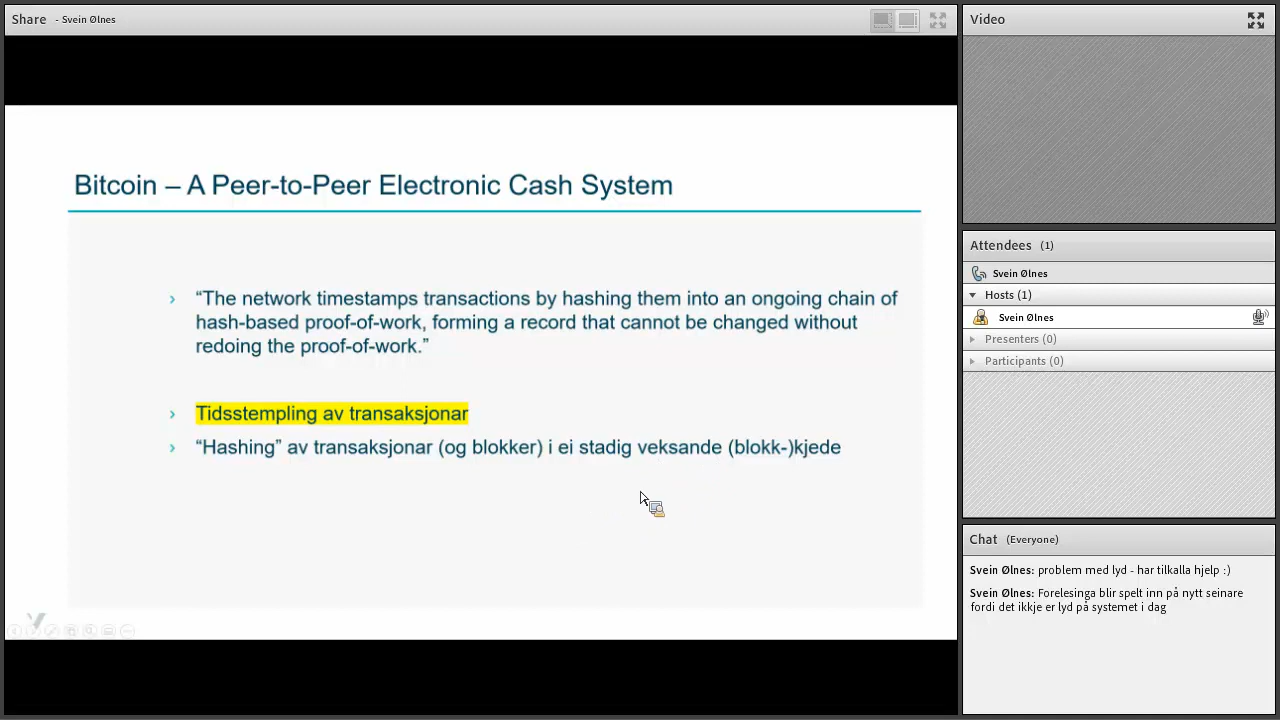 Share - Svein Ølnes
Bitcoin – A Peer-to-Peer Electronic Cash System
› “The network timestamps transactions by hashing them into an ongoing chain of
hash-based proof-of-work, forming a record that cannot be changed without
redoing the proof-of-work.”
› Tidsstempling av transaksjonar
› “Hashing” av transaksjonar (og blokker) i ei stadig veksande (blokk-)kjede
Video
Attendees (1)
Svein Ølnes
Hosts (1)
Svein Ølnes
Presenters (0)
Participants (0)
Chat (Everyone)
Svein Ølnes: problem med lyd - har tilkalla hjelp :)
Svein Ølnes: Forelesinga blir spelt inn på nytt seinare
fordi det ikkje er lyd på systemet i dag